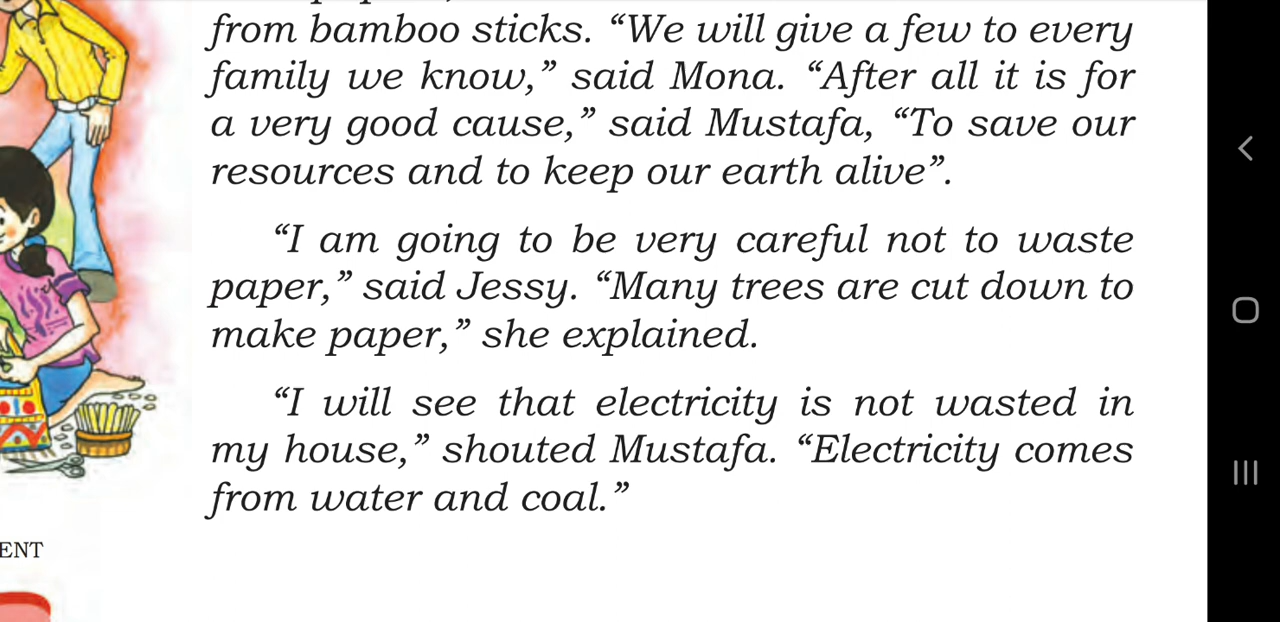 from bamboo sticks. “We will give a few to every
family we know,” said Mona. “After all it is for
a very good cause,” said Mustafa, “To save our
resources and to keep our earth alive”.
“I am going to be very careful not to waste
paper,” said Jessy. “Many trees are cut down to
make paper,” she explained.
“I will see that electricity is not wasted in
my house,” shouted Mustafa. “Electricity comes
from water and coal.”
ENT